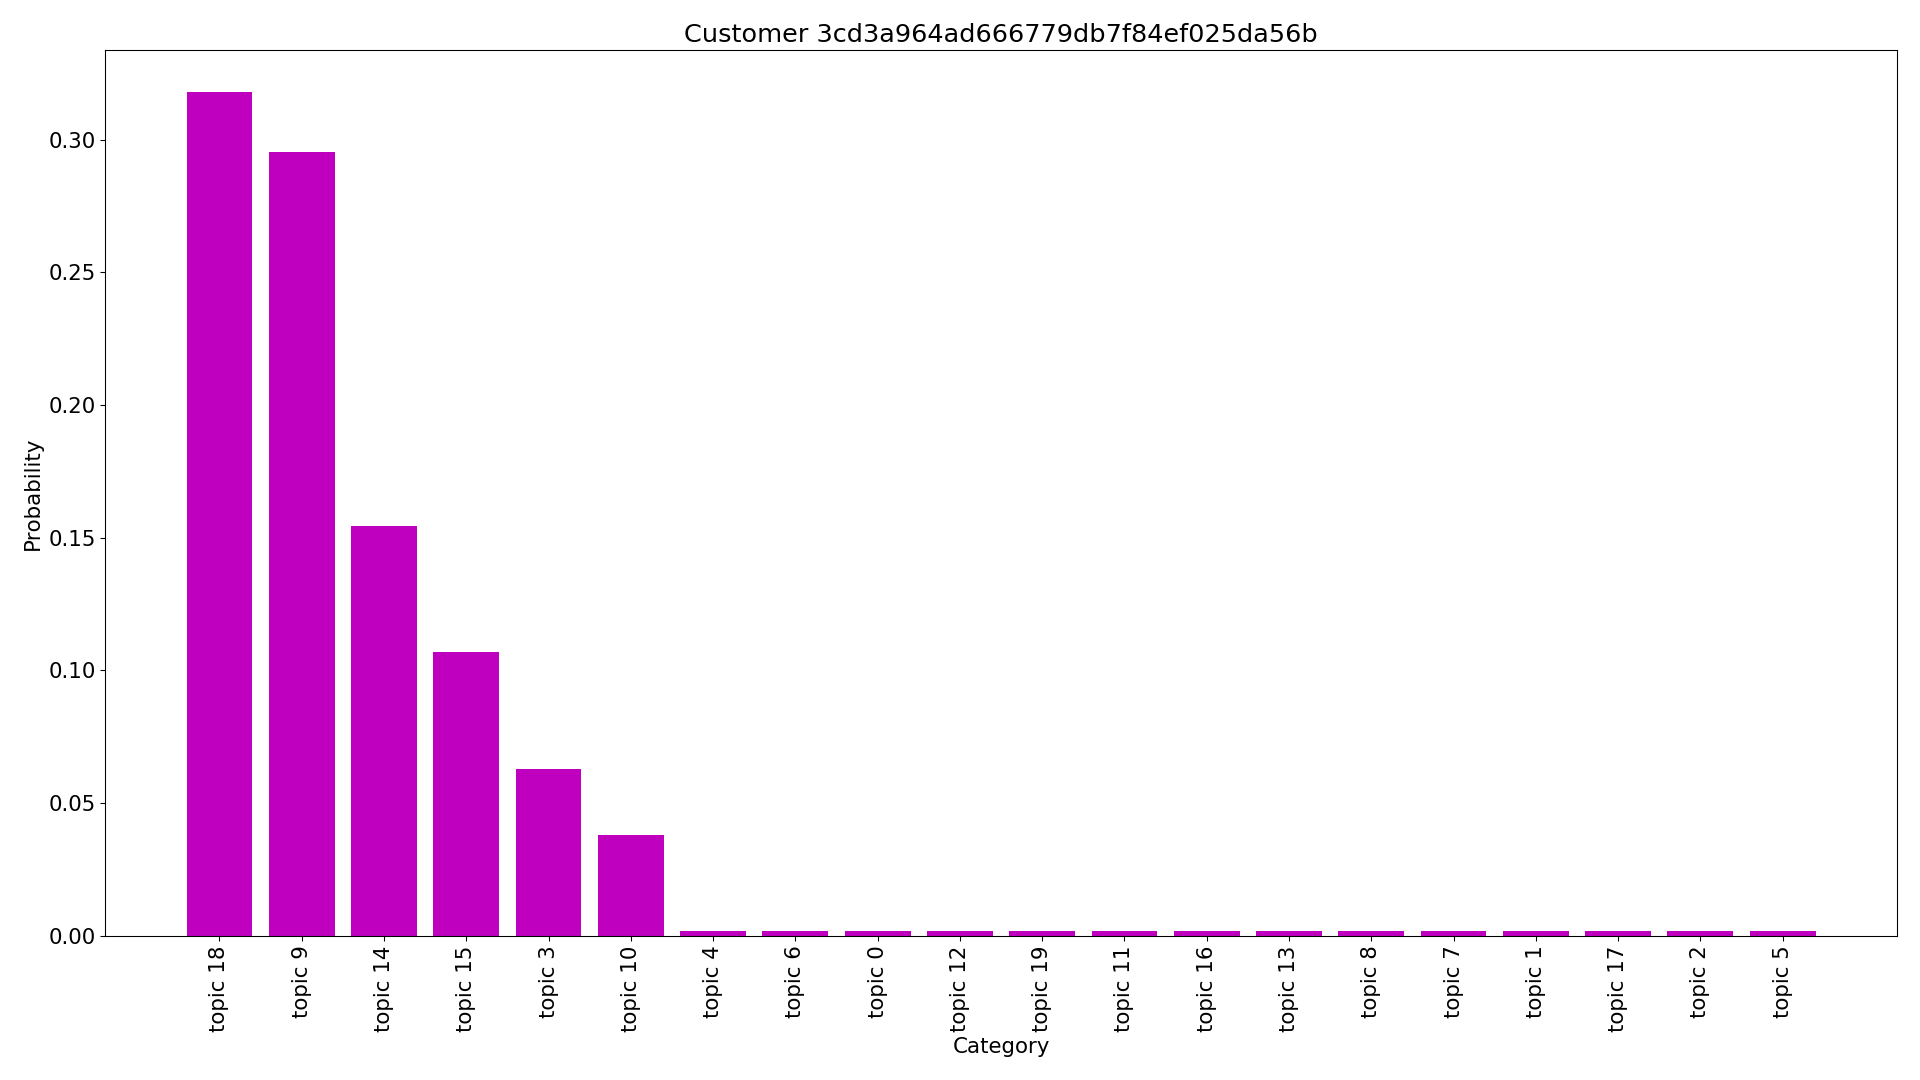 Customer 3cd3a964ad666779db7f84ef025da56b
Probability
0.30
0.25
0.20
0.15
0.10
0.05
0.00
topic 18
topic 9
topic 14
topic 15
topic 3
topic 10
topic 4
topic 6
topic 0
topic 12
topic 19
topic 11
topic 16
topic 13
topic 8
topic 7
topic 1
topic 17
topic 2
topic 5
Category